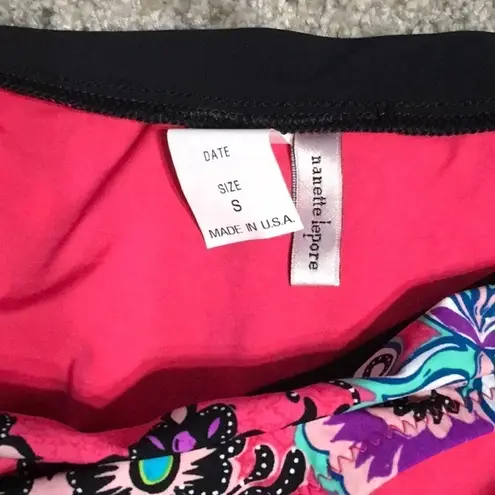 DATE
SIZE
S
MADE IN U.S.A.
nanette lepore